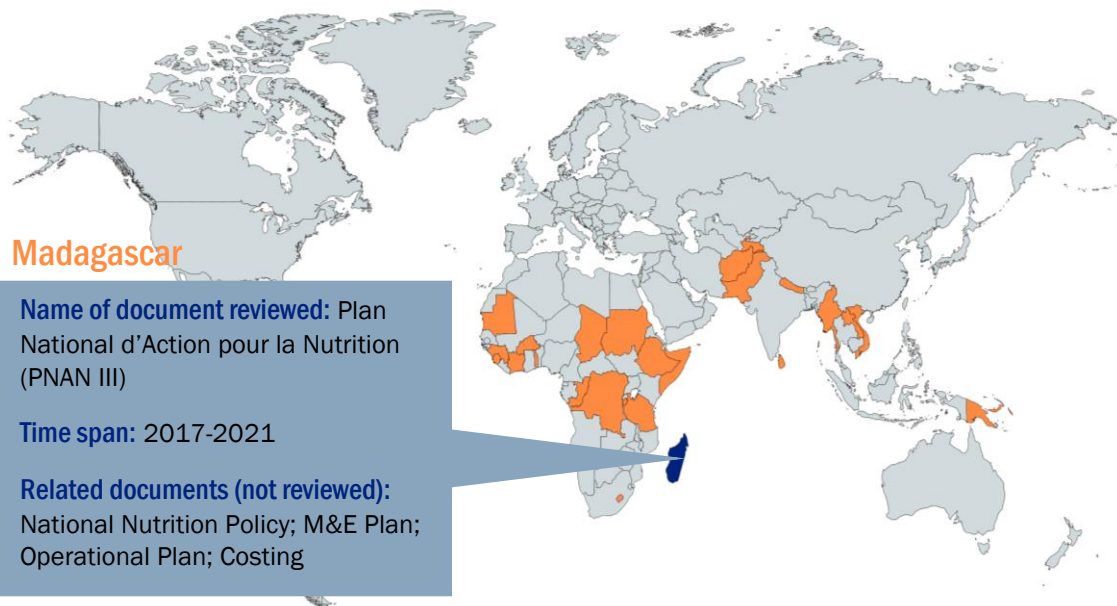 Madagascar
Name of document reviewed: Plan
National d’Action pour la Nutrition
(PNAN III)
Time span: 2017-2021
Related documents (not reviewed):
National Nutrition Policy; M&E Plan;
Operational Plan; Costing